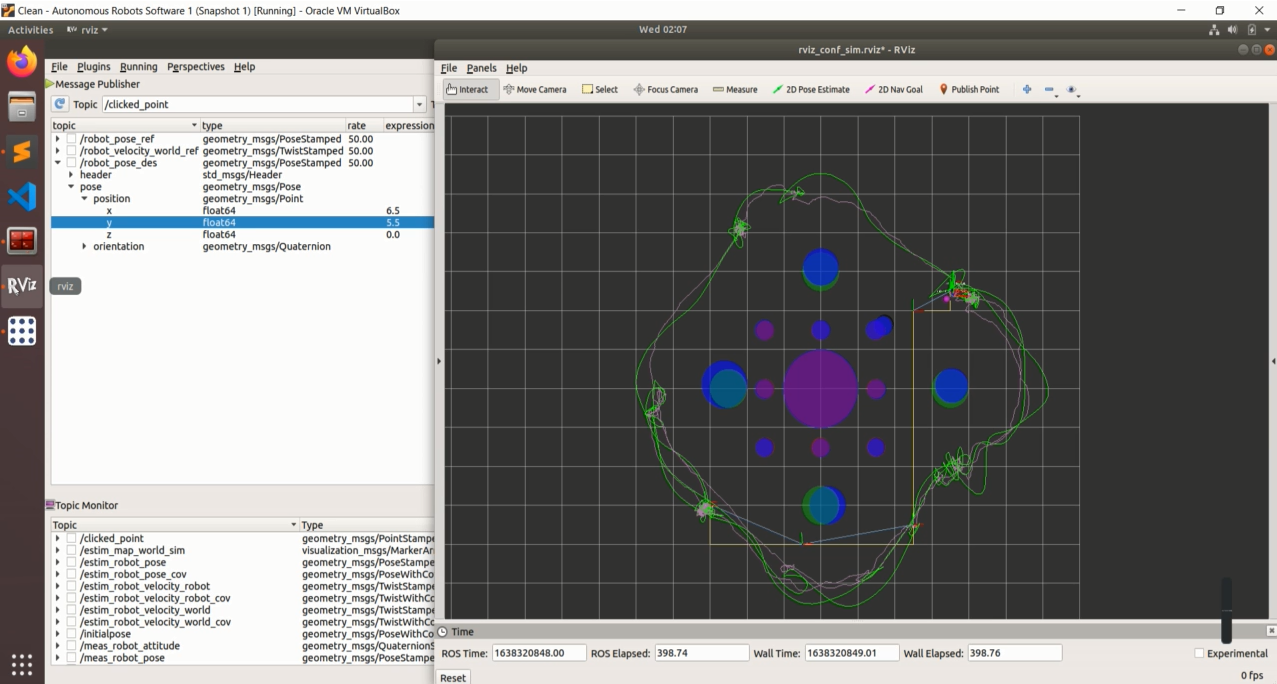 Clean - Autonomous Robots Software 1 (Snapshot 1) [Running] - Oracle VM VirtualBox
Activities RViz rviz Wed 02:07
rviz_conf_sim.rviz* - RViz
File Plugins Running Perspectives Help
Message Publisher
Topic /clicked_point
topic type rate expression
/robot_pose_ref geometry_msgs/PoseStamped 50.00
/robot_velocity_world_ref geometry_msgs/TwistStamped 50.00
/robot_pose_des geometry_msgs/PoseStamped 50.00
header std_msgs/Header
pose geometry_msgs/Pose
position geometry_msgs/Point
x float64 6.5
y float64 5.5
z float64 0.0
orientation geometry_msgs/Quaternion
RViz
rviz
Topic Monitor
Topic Type
/clicked_point geometry_msgs/PointStampe
/estim_map_world_sim visualization_msgs/MarkerArr
/estim_robot_pose geometry_msgs/PoseStampe
/estim_robot_pose_cov geometry_msgs/PoseWithCo
/estim_robot_velocity_robot geometry_msgs/TwistStampe
/estim_robot_velocity_robot_cov geometry_msgs/TwistWithCo
/estim_robot_velocity_world geometry_msgs/TwistStampe
/estim_robot_velocity_world_cov geometry_msgs/TwistWithCo
/initialpose geometry_msgs/PoseWithCo
/meas_robot_attitude geometry_msgs/QuaternionS
/meas_robot_pose geometry_msgs/PoseStampe
File Panels Help
Interact Move Camera Select Focus Camera Measure 2D Pose Estimate 2D Nav Goal Publish Point
Time
ROS Time: 1638320848.00 ROS Elapsed: 398.74 Wall Time: 1638320849.01 Wall Elapsed: 398.76 Experimental
Reset 0 fps